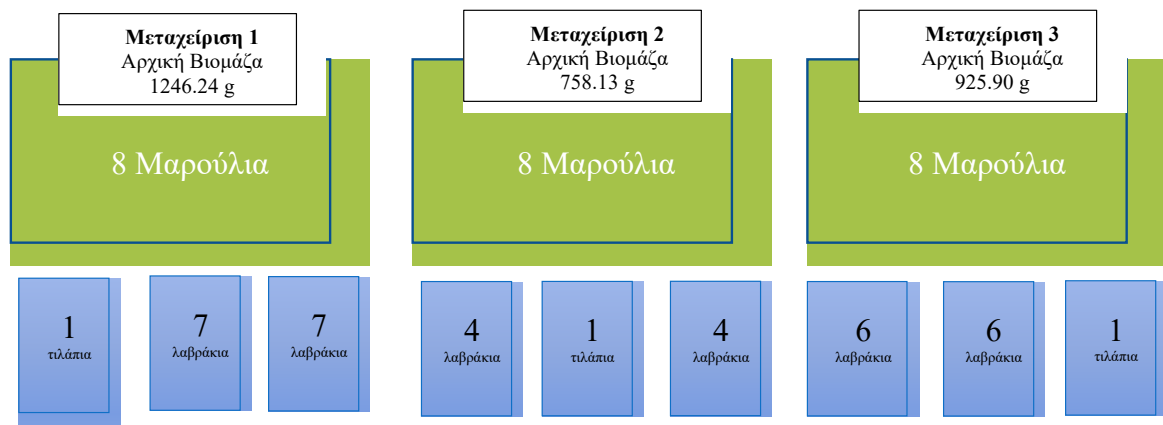 Μεταχείριση 1
Αρχική Βιομάζα
1246.24 g
8 Μαρούλια
1
τιλάπια
7
λαβράκια
7
λαβράκια
Μεταχείριση 2
Αρχική Βιομάζα
758.13 g
8 Μαρούλια
4
λαβράκια
1
τιλάπια
4
λαβράκια
Μεταχείριση 3
Αρχική Βιομάζα
925.90 g
8 Μαρούλια
6
λαβράκια
6
λαβράκια
1
τιλάπια